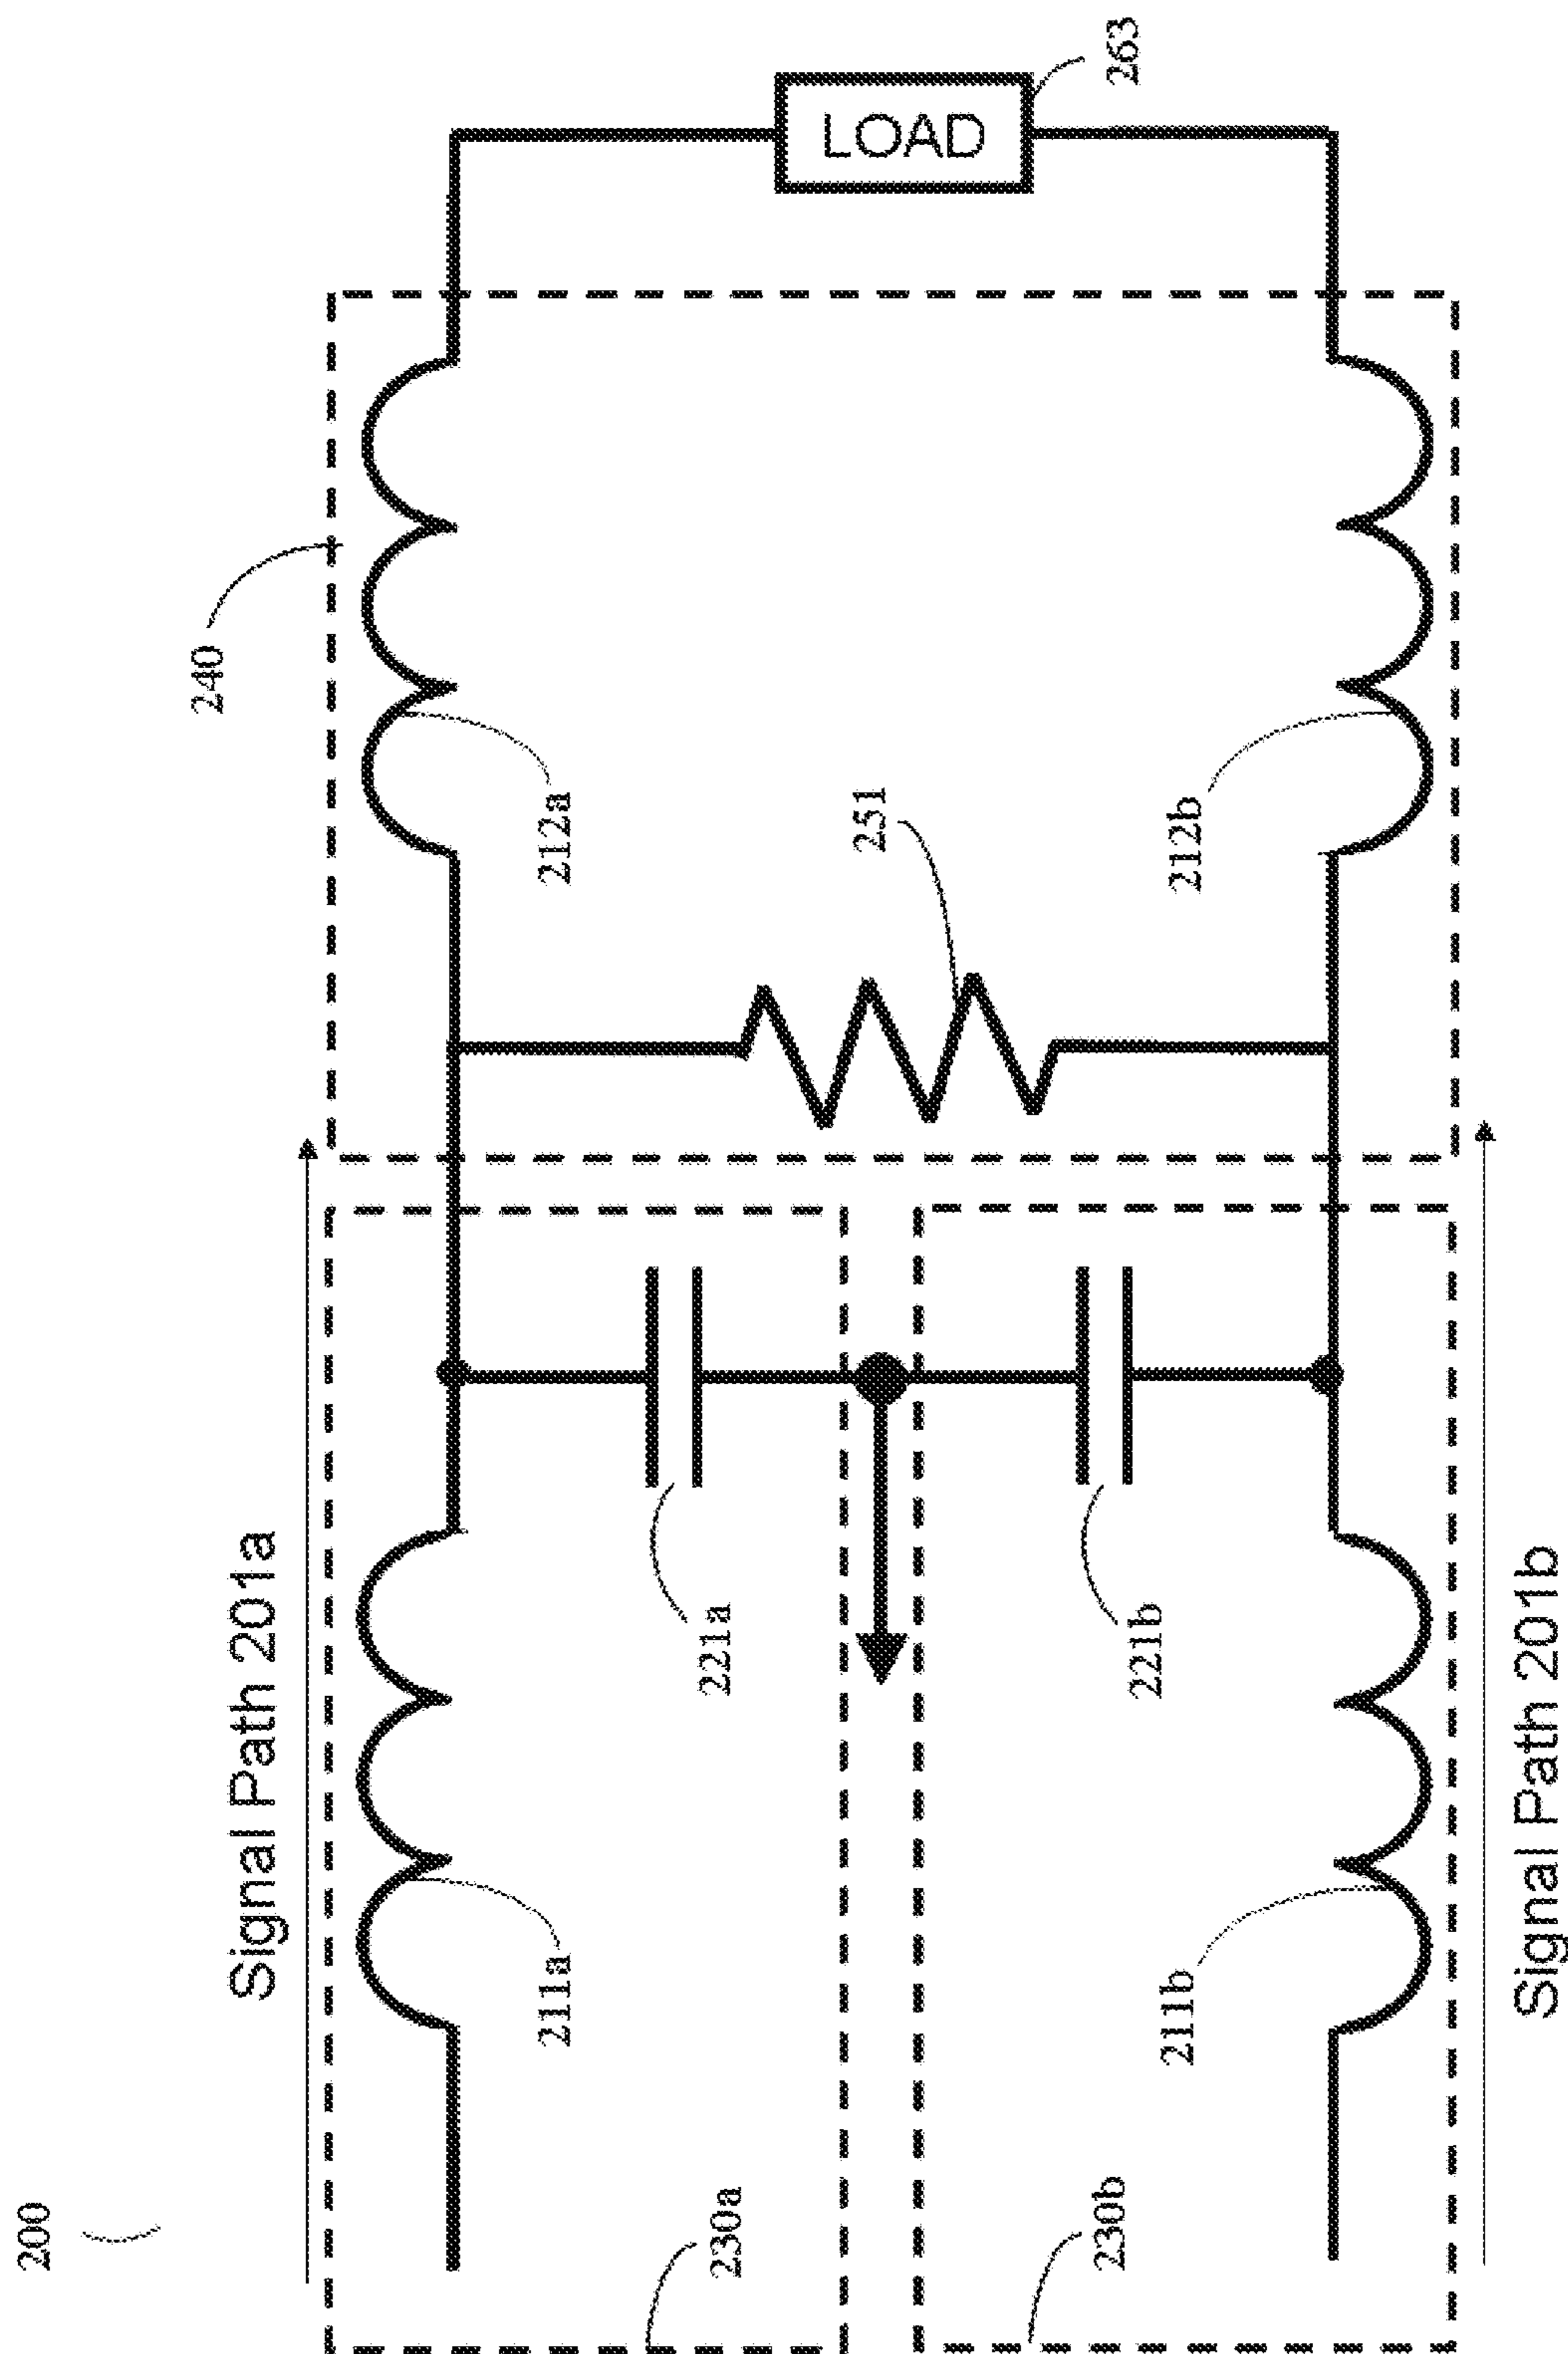 200
Signal Path 201a
240
211a
212a
221a
230a
251
LOAD
263
230b
221b
211b
212b
Signal Path 201b